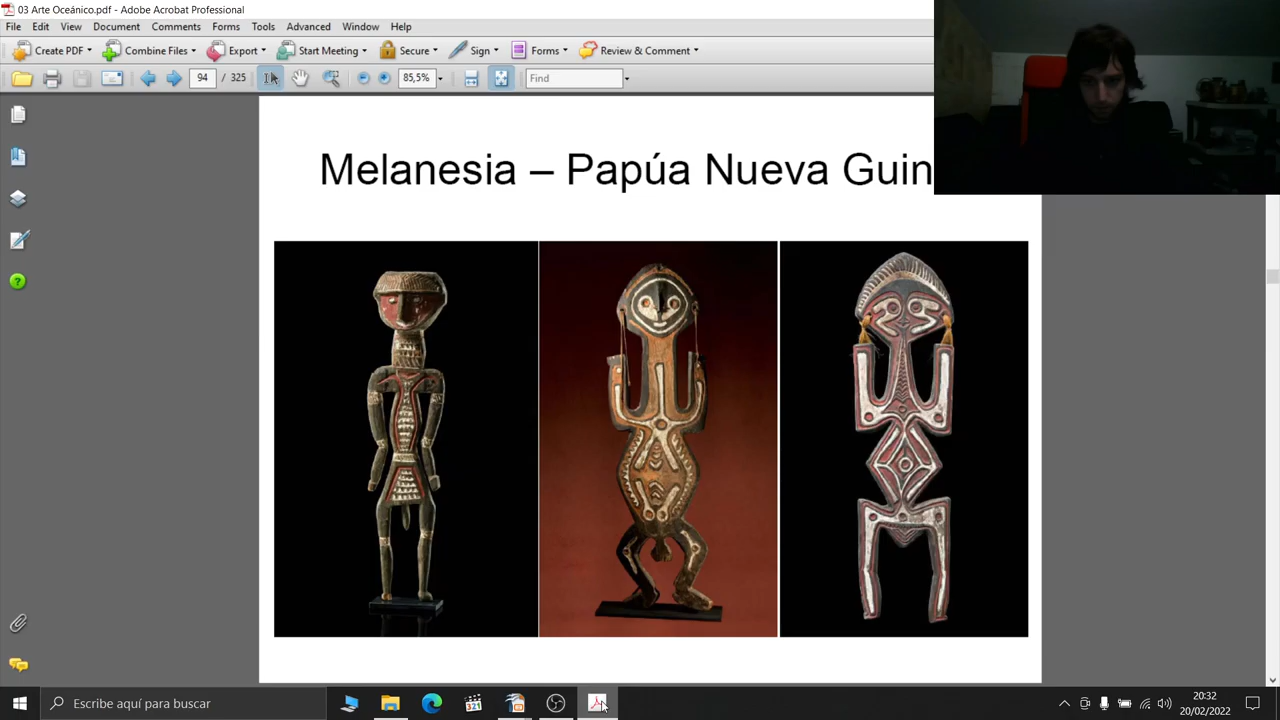 03 Arte Oceánico.pdf - Adobe Acrobat Professional
File Edit View Document Comments Forms Tools Advanced Window Help
Create PDF Combine Files Export Start Meeting Secure Sign Forms Review & Comment
94 / 325 85,5% Find
Melanesia – Papúa Nueva Guin
Escribe aquí para buscar
321
20:32
20/02/2022